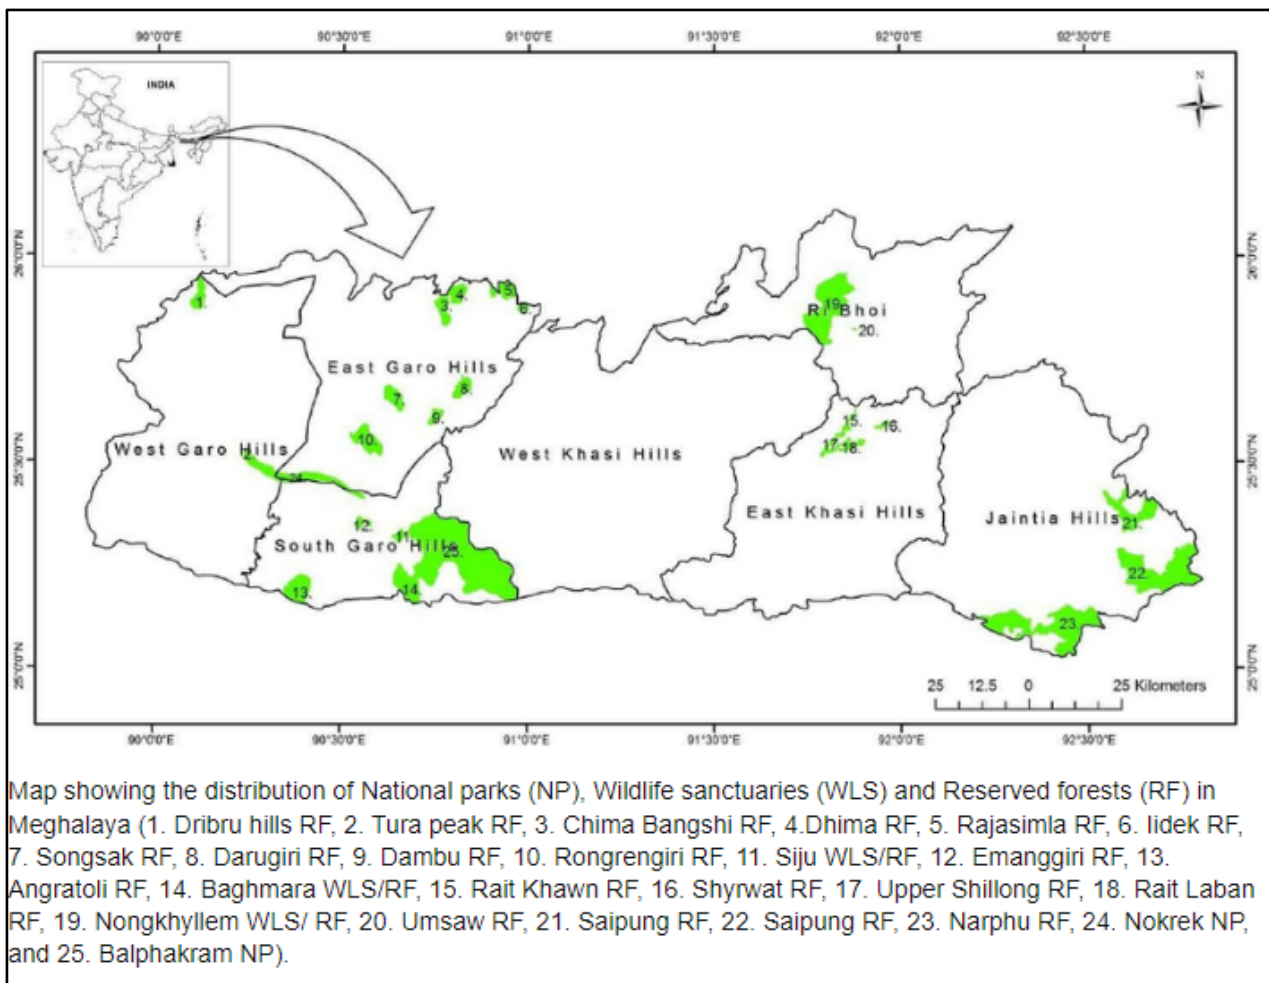 90°0'0"E 90°30'0"E 91°0'0"E 91°30'0"E 92°0'0"E 92°30'0"E
INDIA
N
26°0'0"N 26°0'0"N
1. 3. 4. 5. 6.
19.
Ri Bhoi
20.
East Garo Hills
7. 8.
9.
10.
15. 16.
17. 18.
West Garo Hills
West Khasi Hills
25°30'0"N 25°30'0"N
24.
East Khasi Hills
Jaintia Hills
21.
12.
11.
South Garo Hills
25.
22.
13. 14.
23.
25°0'0"N 25°0'0"N
25 12.5 0 25 Kilometers
90°0'0"E 90°30'0"E 91°0'0"E 91°30'0"E 92°0'0"E 92°30'0"E
Map showing the distribution of National parks (NP), Wildlife sanctuaries (WLS) and Reserved forests (RF) in
Meghalaya (1. Dribru hills RF, 2. Tura peak RF, 3. Chima Bangshi RF, 4.Dhima RF, 5. Rajasimla RF, 6. Iidek RF,
7. Songsak RF, 8. Darugiri RF, 9. Dambu RF, 10. Rongrengiri RF, 11. Siju WLS/RF, 12. Emanggiri RF, 13.
Angratoli RF, 14. Baghmara WLS/RF, 15. Rait Khawn RF, 16. Shyrwat RF, 17. Upper Shillong RF, 18. Rait Laban
RF, 19. Nongkhyllem WLS/ RF, 20. Umsaw RF, 21. Saipung RF, 22. Saipung RF, 23. Narphu RF, 24. Nokrek NP,
and 25. Balphakram NP).